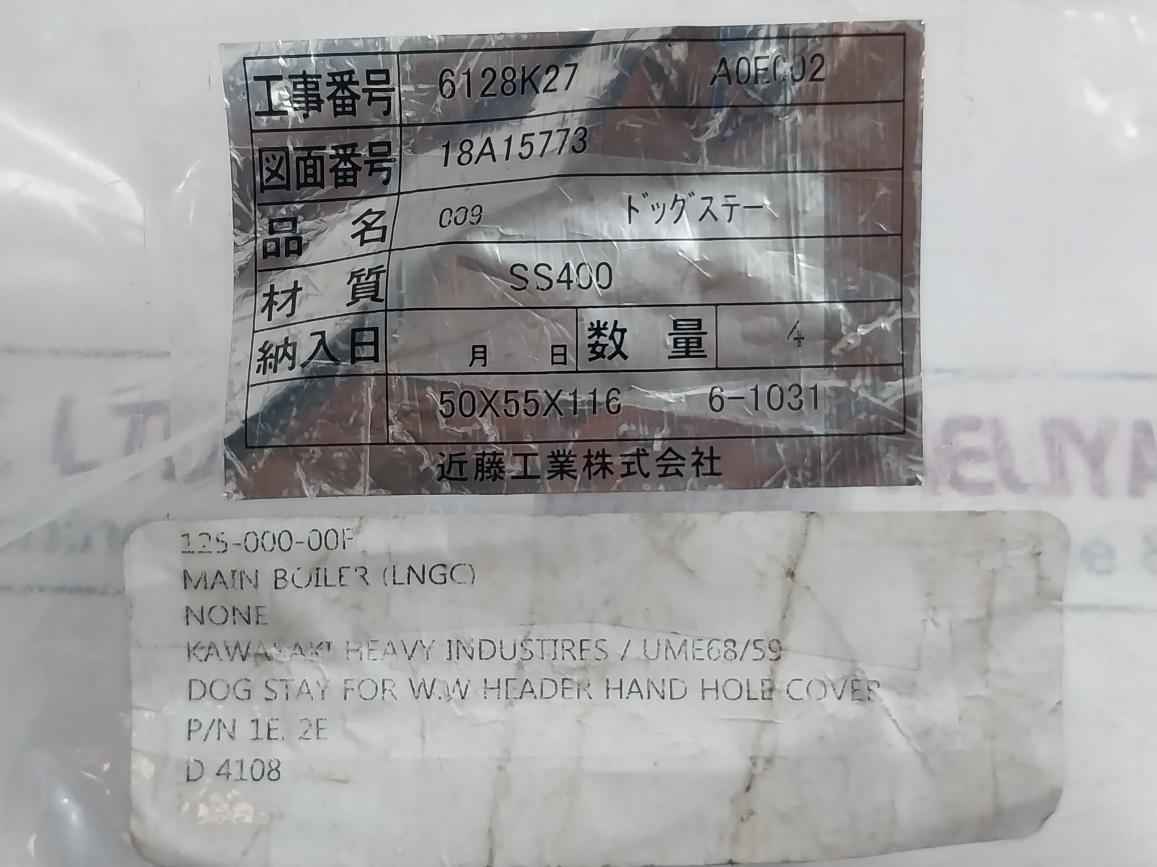 工事番号 6128K27 A0E002
図面番号 18A15773
品 名 009 ドッグステー
材 質 SS400
納入日 月 日 数 量 4
50X55X116 6-1031
近藤工業株式会社
125-000-00F
MAIN BOILER (LNGC)
NONE
KAWASAKI HEAVY INDUSTIRES / UME68/59
DOG STAY FOR W.W HEADER HAND HOLE COVER
P/N 1E, 2E
D 4108